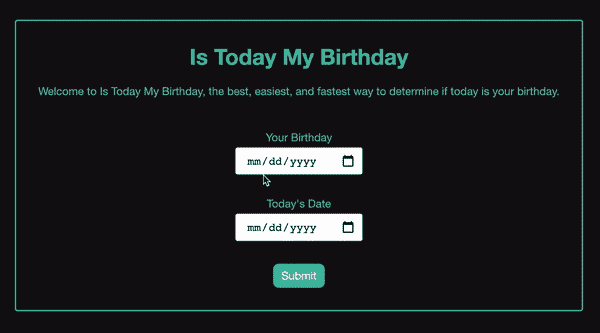 Is Today My Birthday
Welcome to Is Today My Birthday, the best, easiest, and fastest way to determine if today is your birthday.
Your Birthday
mm/dd/yyyy
Today's Date
mm/dd/yyyy
Submit